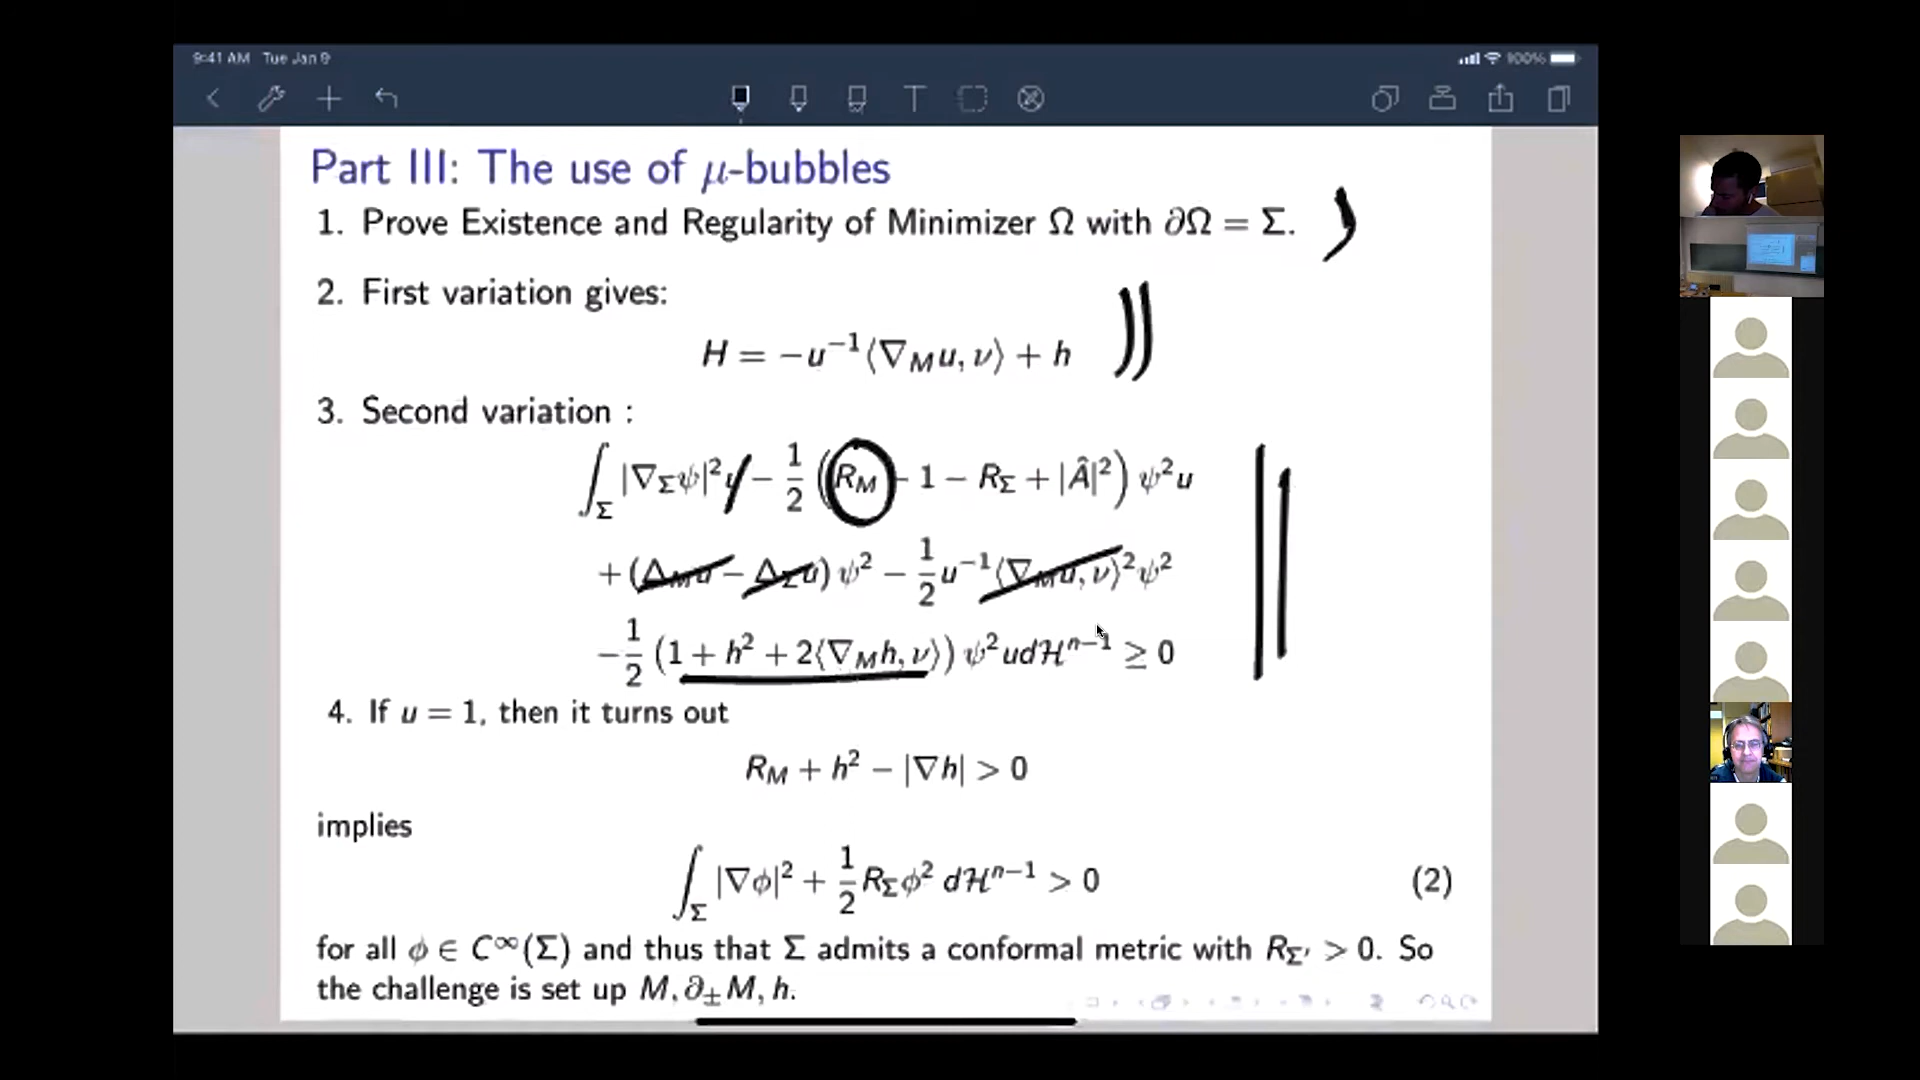 9:41 AM Tue Jan 9
100%
T
Part III: The use of μ-bubbles
1. Prove Existence and Regularity of Minimizer Ω with ∂Ω = Σ.
2. First variation gives:
H = −u⁻¹⟨∇_M u, ν⟩ + h
3. Second variation :
∫_Σ |∇_Σ ψ|² u − 1/2 (R_M − 1 − R_Σ + |Â|²) ψ² u
+ (Δ_M u − Δ_Σ u) ψ² − 1/2 u⁻¹⟨∇_M u, ν⟩² ψ²
− 1/2 (1 + h² + 2⟨∇_M h, ν⟩) ψ² u dℋⁿ⁻¹ ≥ 0
4. If u = 1, then it turns out
R_M + h² − |∇h| > 0
implies
∫_Σ |∇φ|² + 1/2 R_Σ φ² dℋⁿ⁻¹ > 0 (2)
for all φ ∈ C^∞(Σ) and thus that Σ admits a conformal metric with R_Σ′ > 0. So
the challenge is set up M, ∂_± M, h.